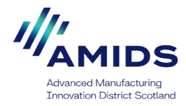 AMIDS
Advanced Manufacturing
Innovation District Scotland